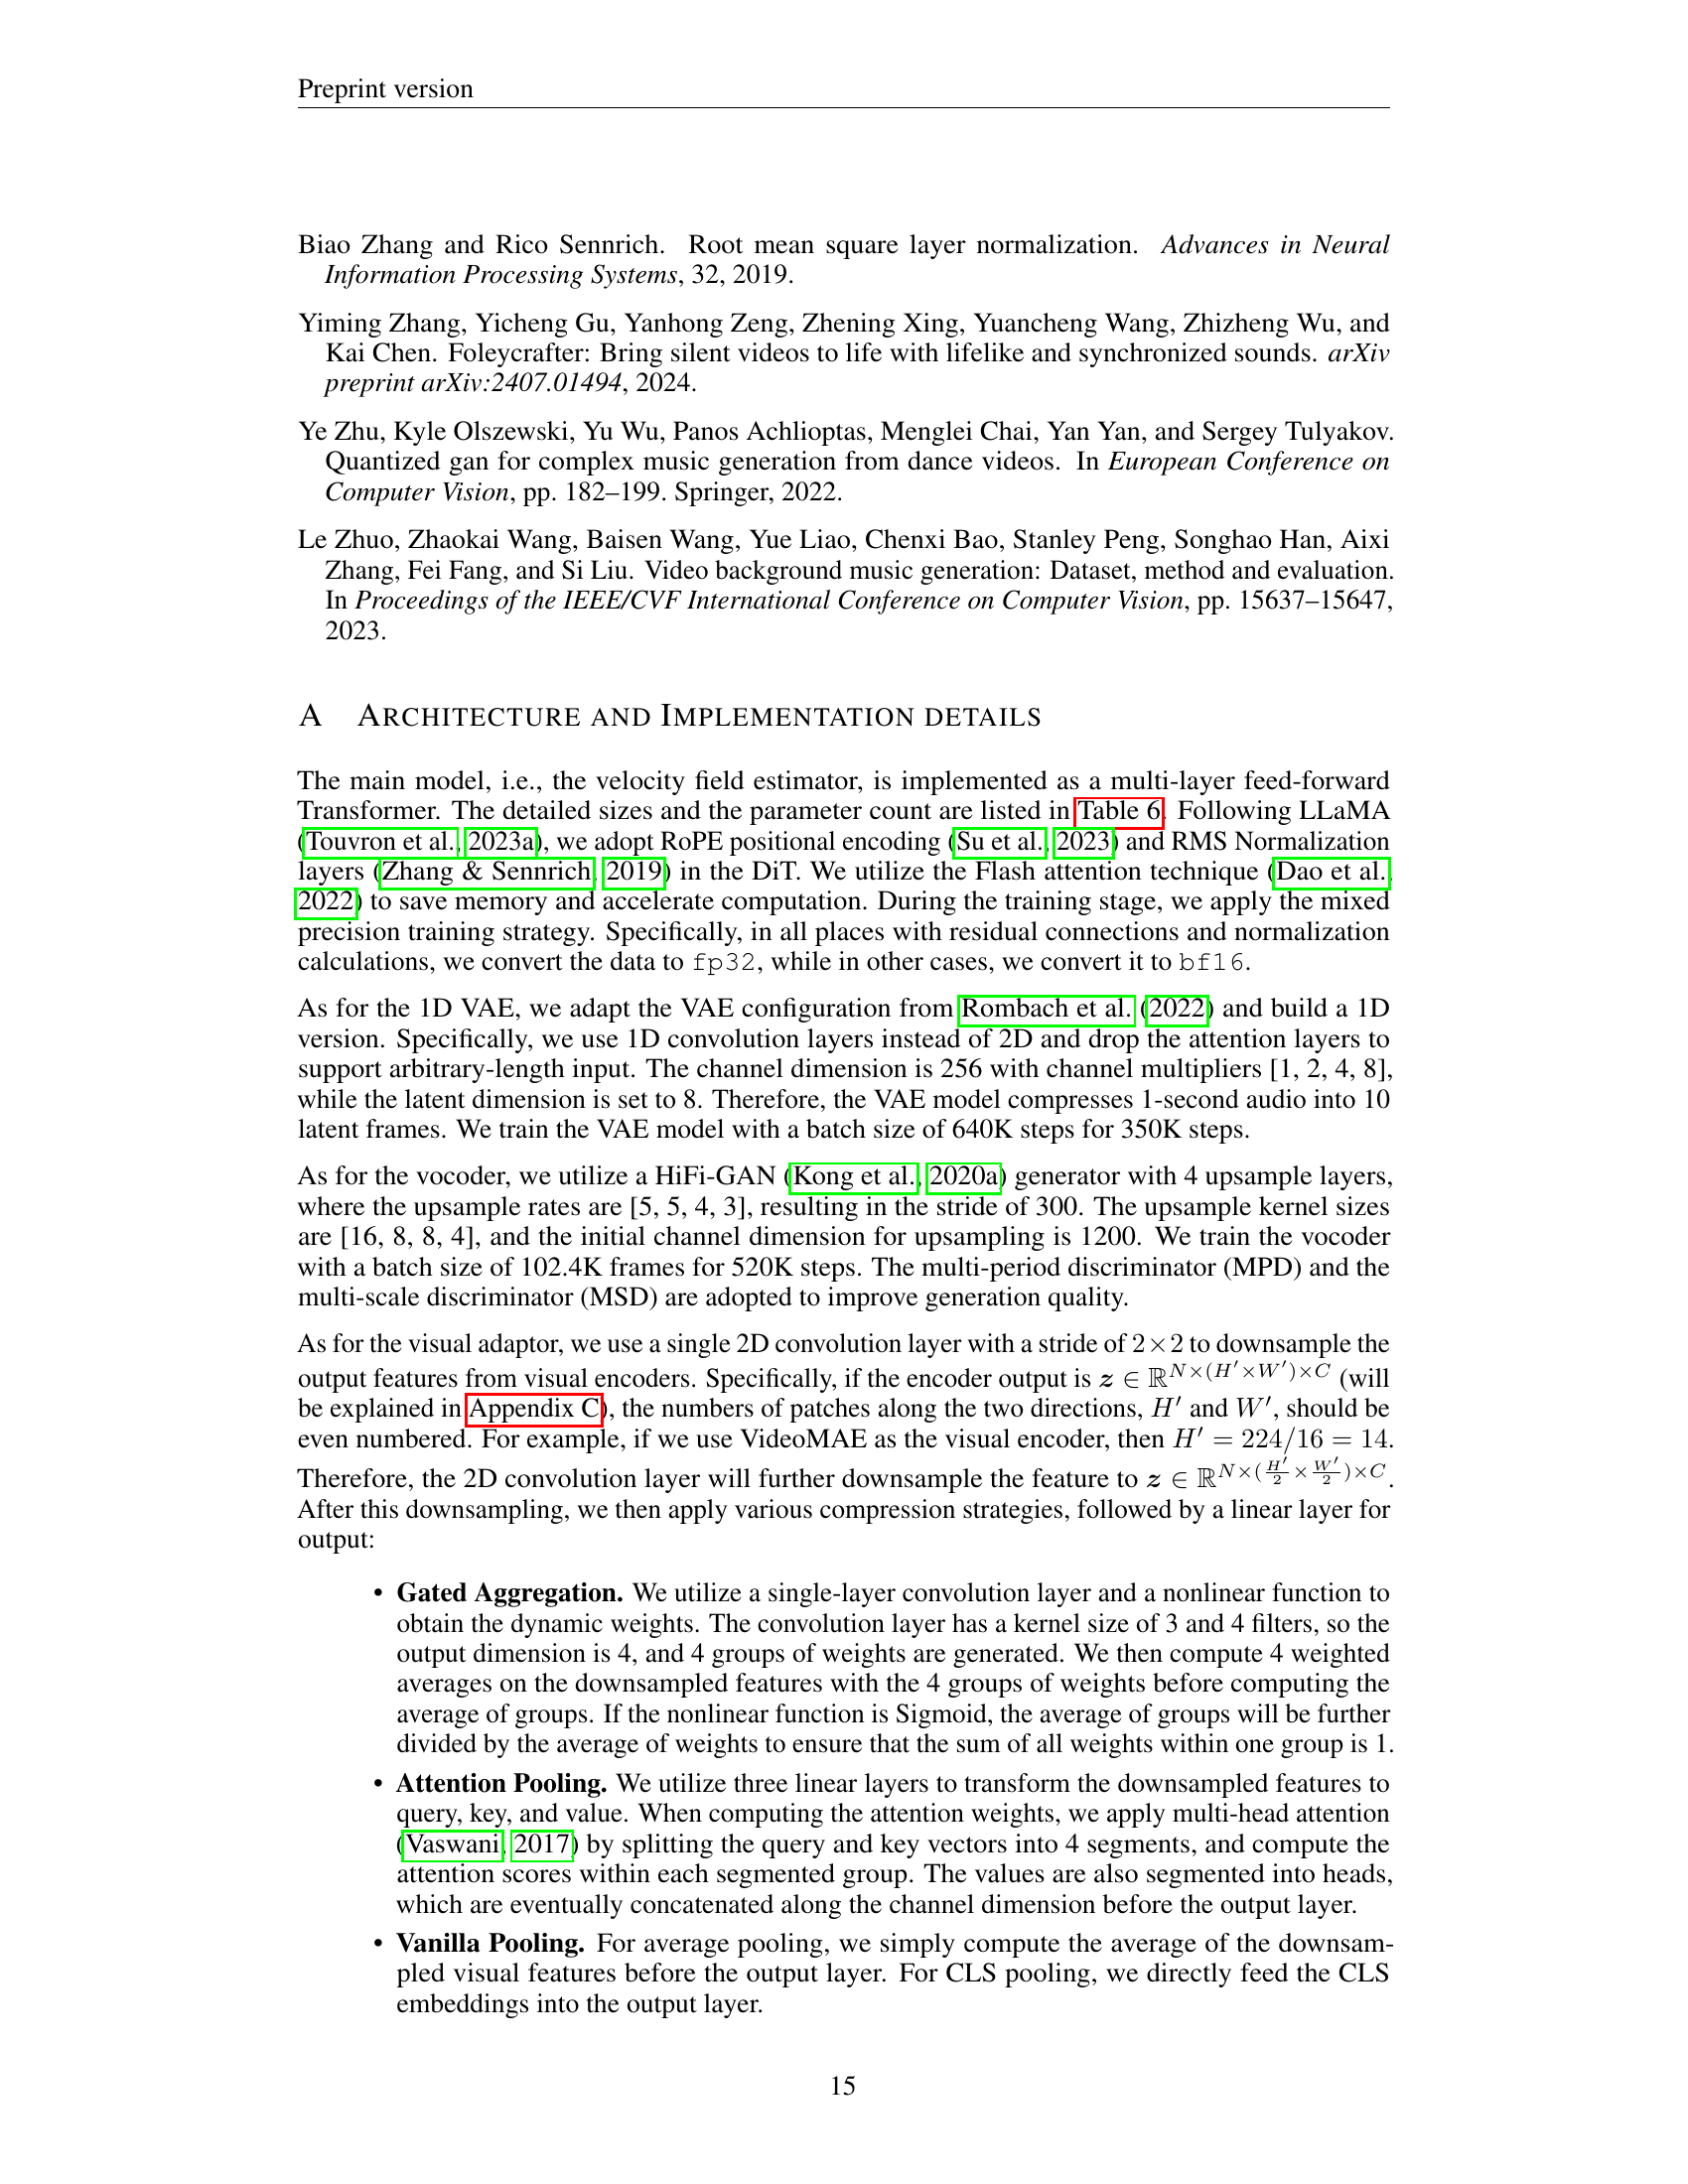 Preprint version
Biao Zhang and Rico Sennrich. Root mean square layer normalization. Advances in Neural
Information Processing Systems, 32, 2019.
Yiming Zhang, Yicheng Gu, Yanhong Zeng, Zhening Xing, Yuancheng Wang, Zhizheng Wu, and
Kai Chen. Foleycrafter: Bring silent videos to life with lifelike and synchronized sounds. arXiv
preprint arXiv:2407.01494, 2024.
Ye Zhu, Kyle Olszewski, Yu Wu, Panos Achlioptas, Menglei Chai, Yan Yan, and Sergey Tulyakov.
Quantized gan for complex music generation from dance videos. In European Conference on
Computer Vision, pp. 182–199. Springer, 2022.
Le Zhuo, Zhaokai Wang, Baisen Wang, Yue Liao, Chenxi Bao, Stanley Peng, Songhao Han, Aixi
Zhang, Fei Fang, and Si Liu. Video background music generation: Dataset, method and evaluation.
In Proceedings of the IEEE/CVF International Conference on Computer Vision, pp. 15637–15647,
2023.
A ARCHITECTURE AND IMPLEMENTATION DETAILS
The main model, i.e., the velocity field estimator, is implemented as a multi-layer feed-forward
Transformer. The detailed sizes and the parameter count are listed in Table 6. Following LLaMA
(Touvron et al., 2023a), we adopt RoPE positional encoding (Su et al., 2023) and RMS Normalization
layers (Zhang & Sennrich, 2019) in the DiT. We utilize the Flash attention technique (Dao et al.,
2022) to save memory and accelerate computation. During the training stage, we apply the mixed
precision training strategy. Specifically, in all places with residual connections and normalization
calculations, we convert the data to fp32, while in other cases, we convert it to bf16.
As for the 1D VAE, we adapt the VAE configuration from Rombach et al. (2022) and build a 1D
version. Specifically, we use 1D convolution layers instead of 2D and drop the attention layers to
support arbitrary-length input. The channel dimension is 256 with channel multipliers [1, 2, 4, 8],
while the latent dimension is set to 8. Therefore, the VAE model compresses 1-second audio into 10
latent frames. We train the VAE model with a batch size of 640K steps for 350K steps.
As for the vocoder, we utilize a HiFi-GAN (Kong et al., 2020a) generator with 4 upsample layers,
where the upsample rates are [5, 5, 4, 3], resulting in the stride of 300. The upsample kernel sizes
are [16, 8, 8, 4], and the initial channel dimension for upsampling is 1200. We train the vocoder
with a batch size of 102.4K frames for 520K steps. The multi-period discriminator (MPD) and the
multi-scale discriminator (MSD) are adopted to improve generation quality.
As for the visual adaptor, we use a single 2D convolution layer with a stride of 2×2 to downsample the
output features from visual encoders. Specifically, if the encoder output is z ∈ ℝ^{N×(H′×W′)×C} (will
be explained in Appendix C), the numbers of patches along the two directions, H′ and W′, should be
even numbered. For example, if we use VideoMAE as the visual encoder, then H′ = 224/16 = 14.
Therefore, the 2D convolution layer will further downsample the feature to z ∈ ℝ^{N×(H′/2×W′/2)×C}.
After this downsampling, we then apply various compression strategies, followed by a linear layer for
output:
• Gated Aggregation. We utilize a single-layer convolution layer and a nonlinear function to
obtain the dynamic weights. The convolution layer has a kernel size of 3 and 4 filters, so the
output dimension is 4, and 4 groups of weights are generated. We then compute 4 weighted
averages on the downsampled features with the 4 groups of weights before computing the
average of groups. If the nonlinear function is Sigmoid, the average of groups will be further
divided by the average of weights to ensure that the sum of all weights within one group is 1.
• Attention Pooling. We utilize three linear layers to transform the downsampled features to
query, key, and value. When computing the attention weights, we apply multi-head attention
(Vaswani, 2017) by splitting the query and key vectors into 4 segments, and compute the
attention scores within each segmented group. The values are also segmented into heads,
which are eventually concatenated along the channel dimension before the output layer.
• Vanilla Pooling. For average pooling, we simply compute the average of the downsam-
pled visual features before the output layer. For CLS pooling, we directly feed the CLS
embeddings into the output layer.
15